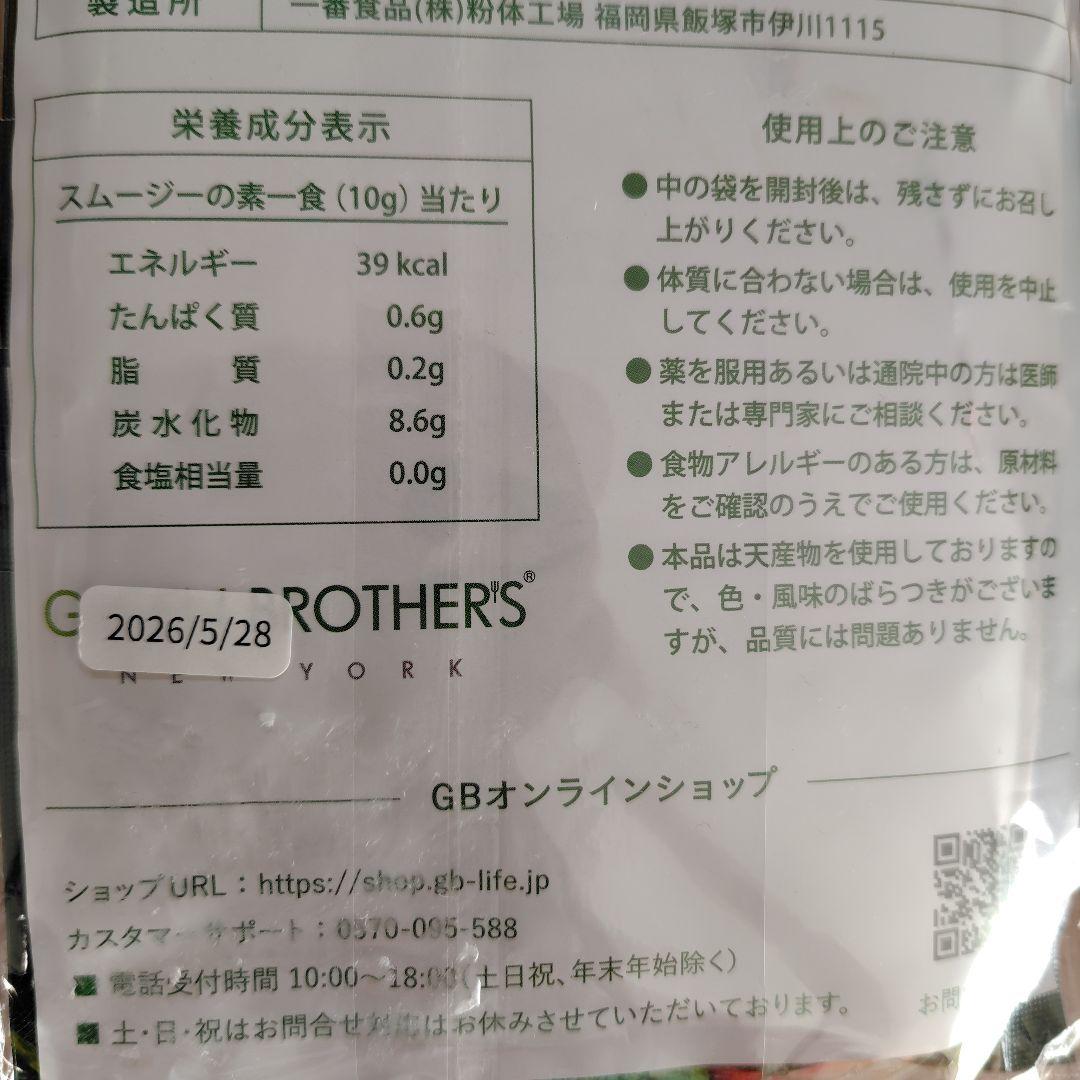 製造所 一番食品(株)粉体工場 福岡県飯塚市伊川1115
栄養成分表示
スムージーの素一食(10g)当たり
エネルギー 39 kcal
たんぱく質 0.6g
脂質 0.2g
炭水化物 8.6g
食塩相当量 0.0g
使用上のご注意
●中の袋を開封後は、残さずにお召し
上がりください。
●体質に合わない場合は、使用を中止
してください。
●薬を服用あるいは通院中の方は医師
または専門家にご相談ください。
●食物アレルギーのある方は、原材料
をご確認のうえでご使用ください。
●本品は天産物を使用しておりますの
で、色・風味のばらつきがございま
すが、品質には問題ありません。
BROTHER'S®
2026/5/28
NEW YORK
GBオンラインショップ
ショップURL：https://shop.gb-life.jp
カスタマーサポート：0570-095-588
■電話受付時間 10:00〜18:00(土日祝、年末年始除く)
■土・日・祝はお問合せ対応はお休みさせていただいております。
お問